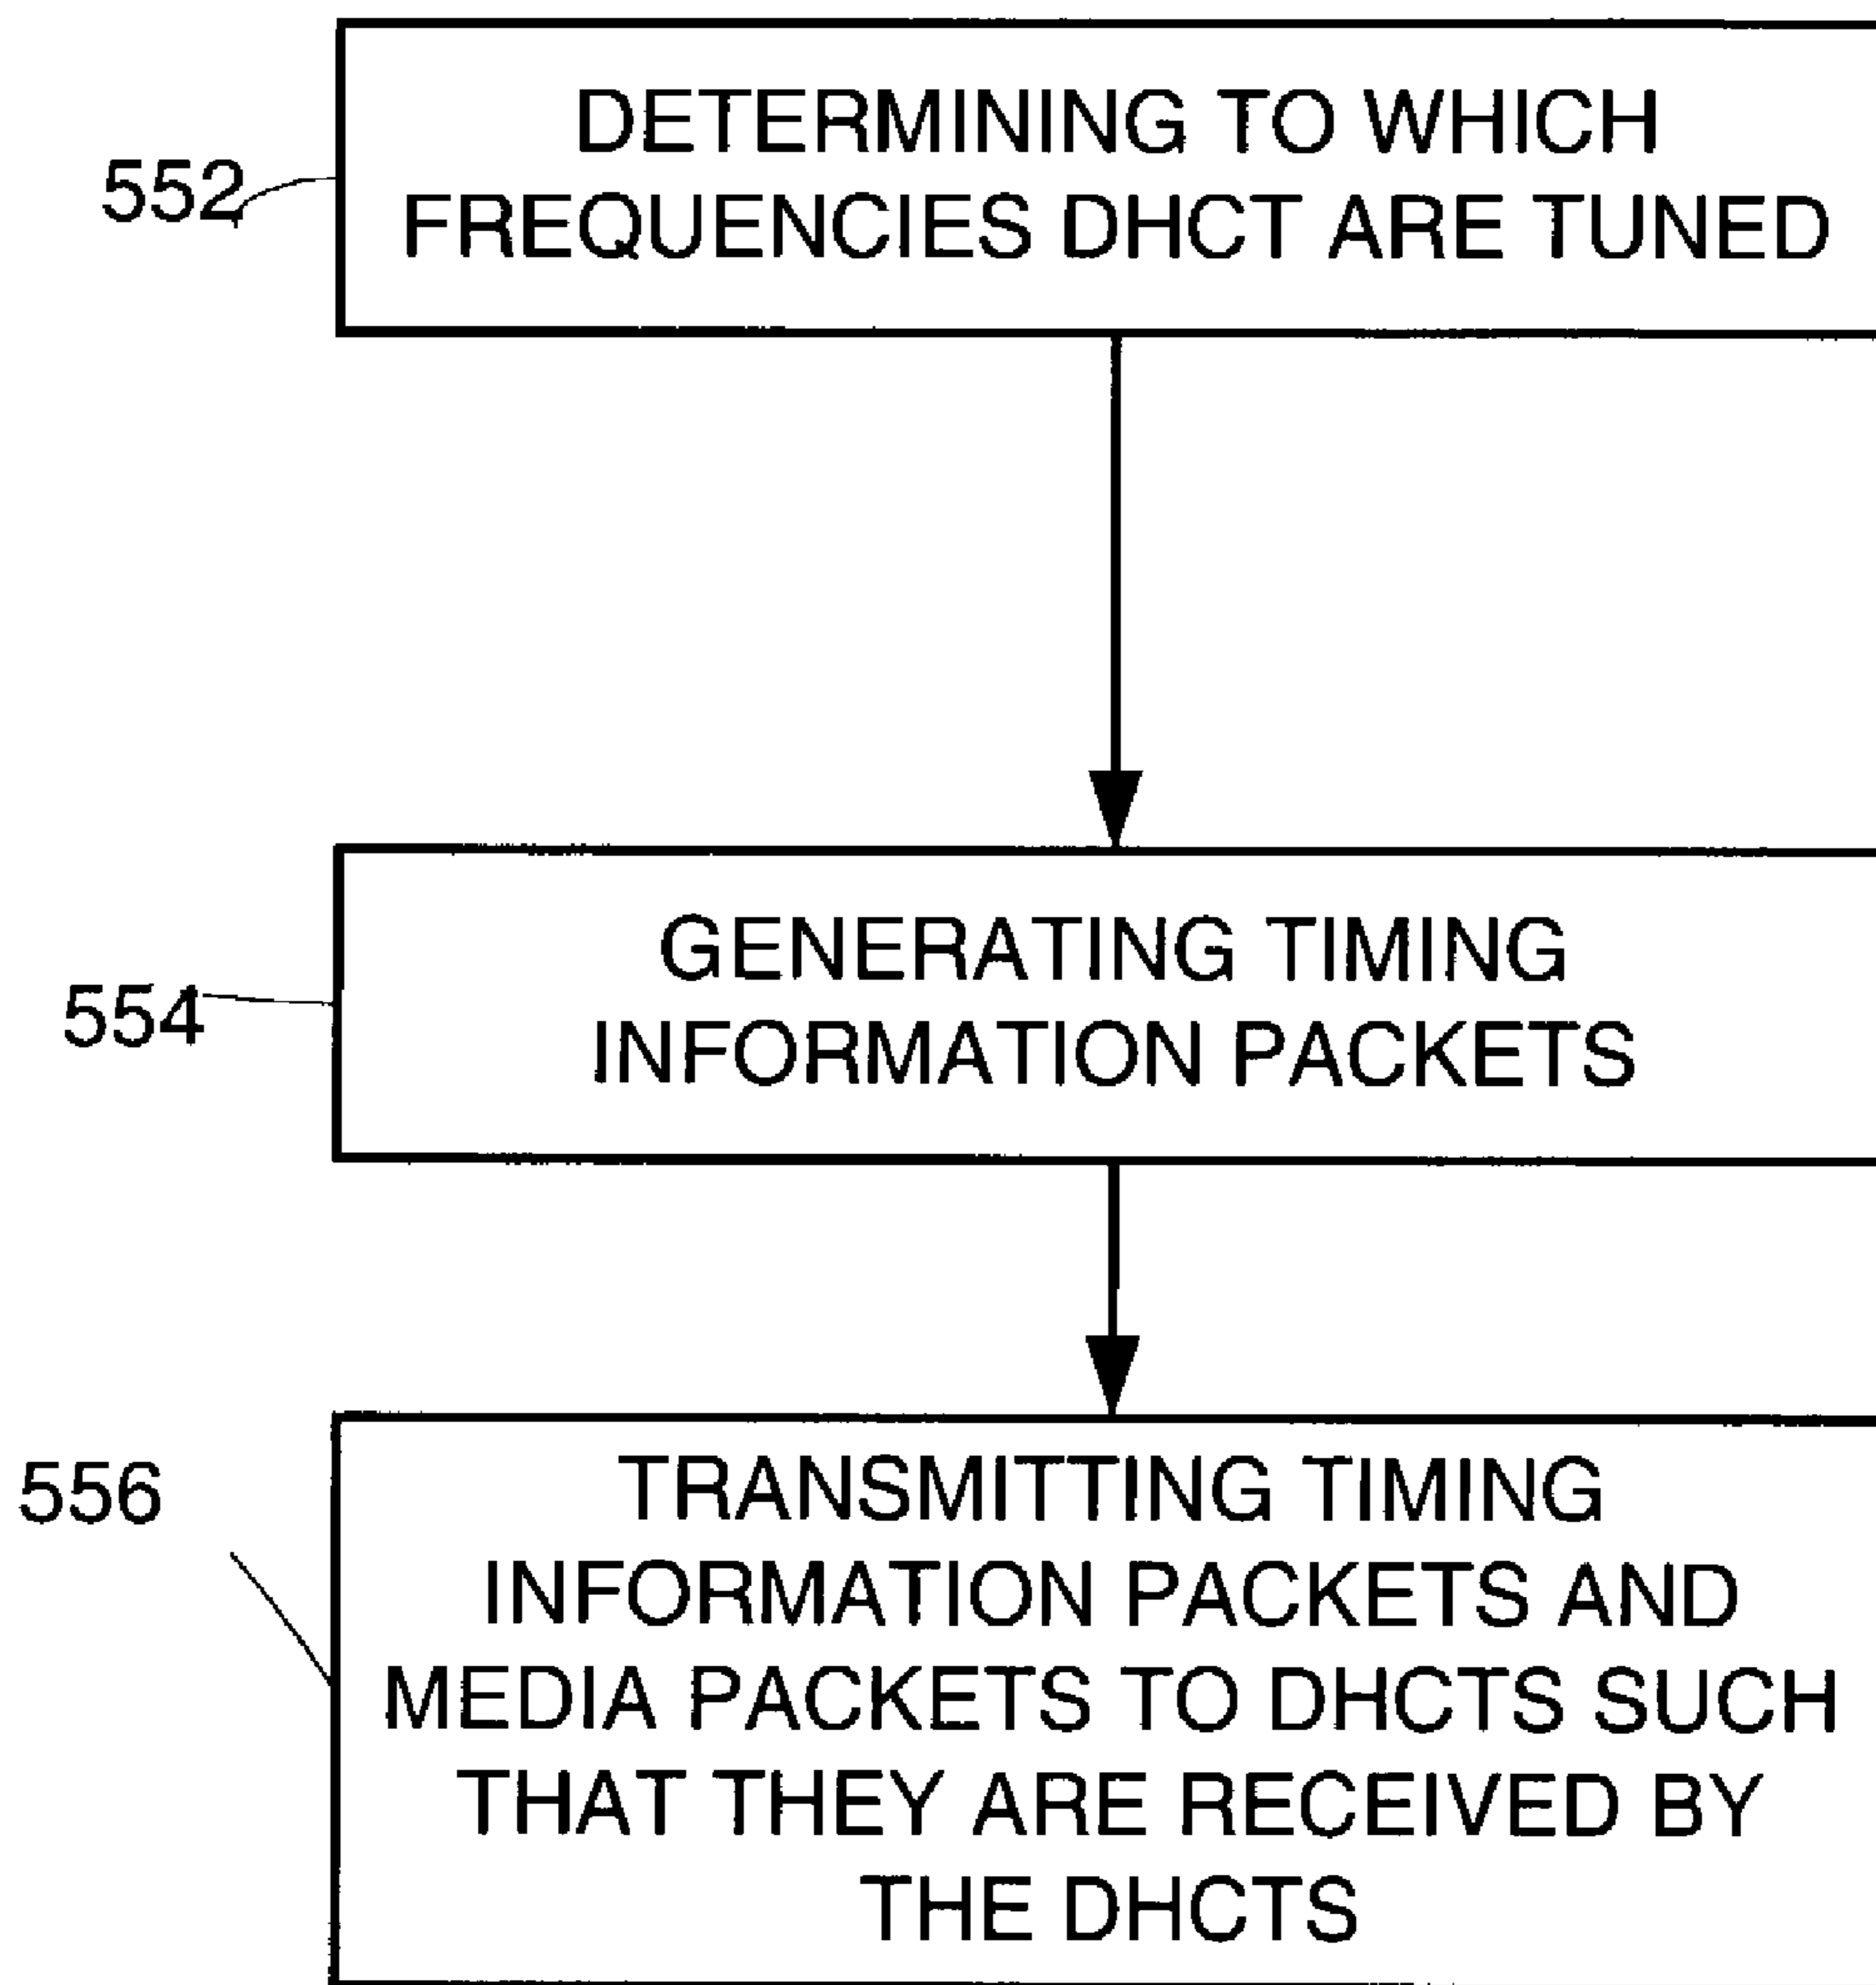 DETERMINING TO WHICH
552
FREQUENCIES DHCT ARE TUNED
GENERATING TIMING
554
INFORMATION PACKETS
TRANSMITTING TIMING
556
INFORMATION PACKETS AND
MEDIA PACKETS TO DHCTS SUCH
THAT THEY ARE RECEIVED BY
THE DHCTS